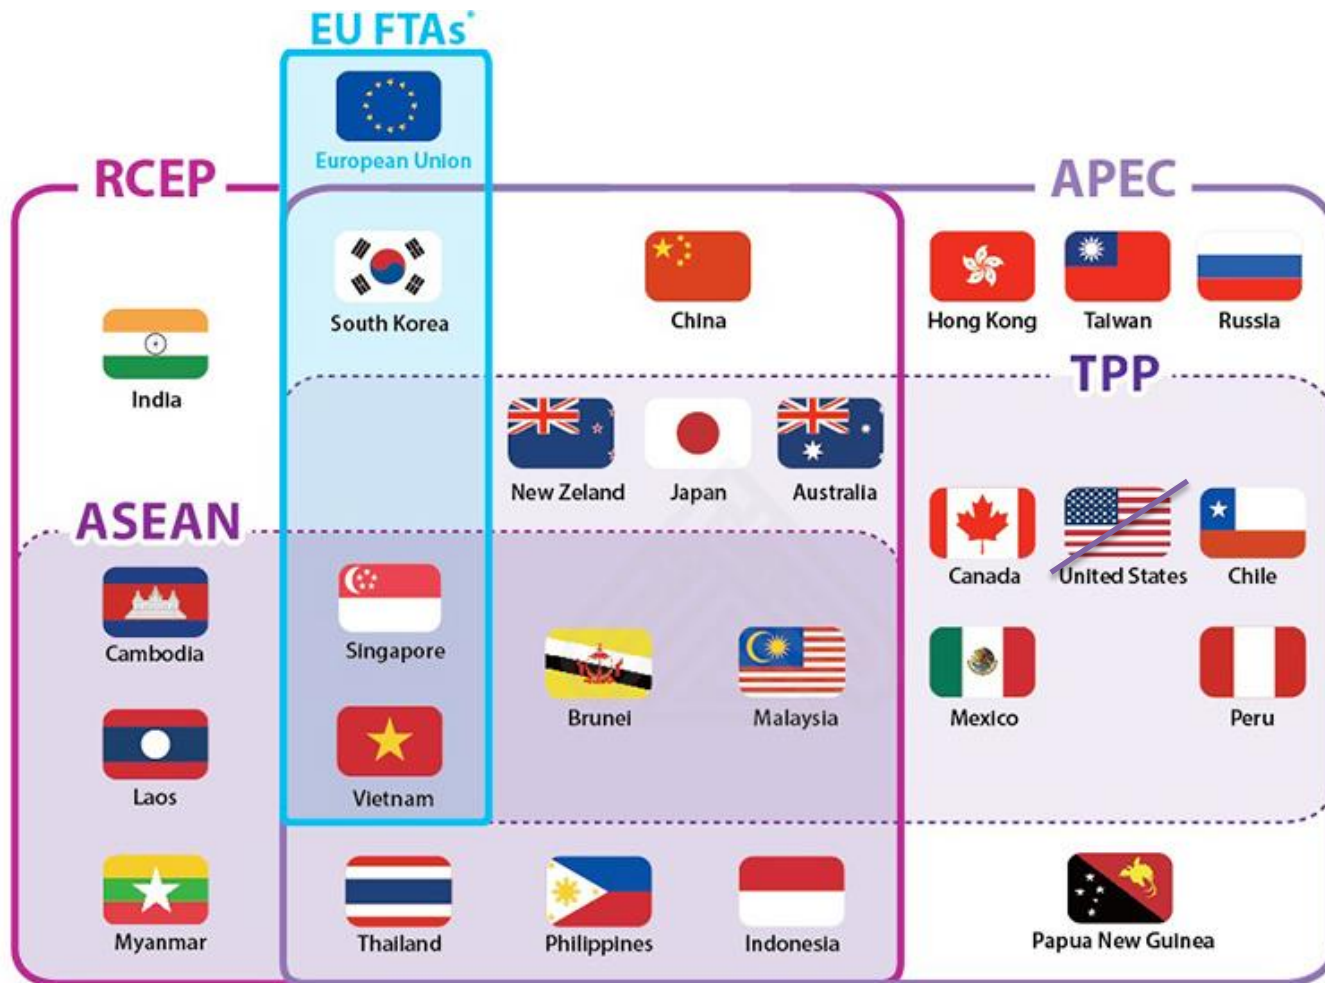 EU FTAs*
European Union
RCEP
APEC
South Korea
China
Hong Kong
Taiwan
Russia
India
TPP
New Zeland
Japan
Australia
ASEAN
Canada
United States
Chile
Cambodia
Singapore
Brunei
Malaysia
Mexico
Peru
Laos
Vietnam
Myanmar
Thailand
Philippines
Indonesia
Papua New Guinea